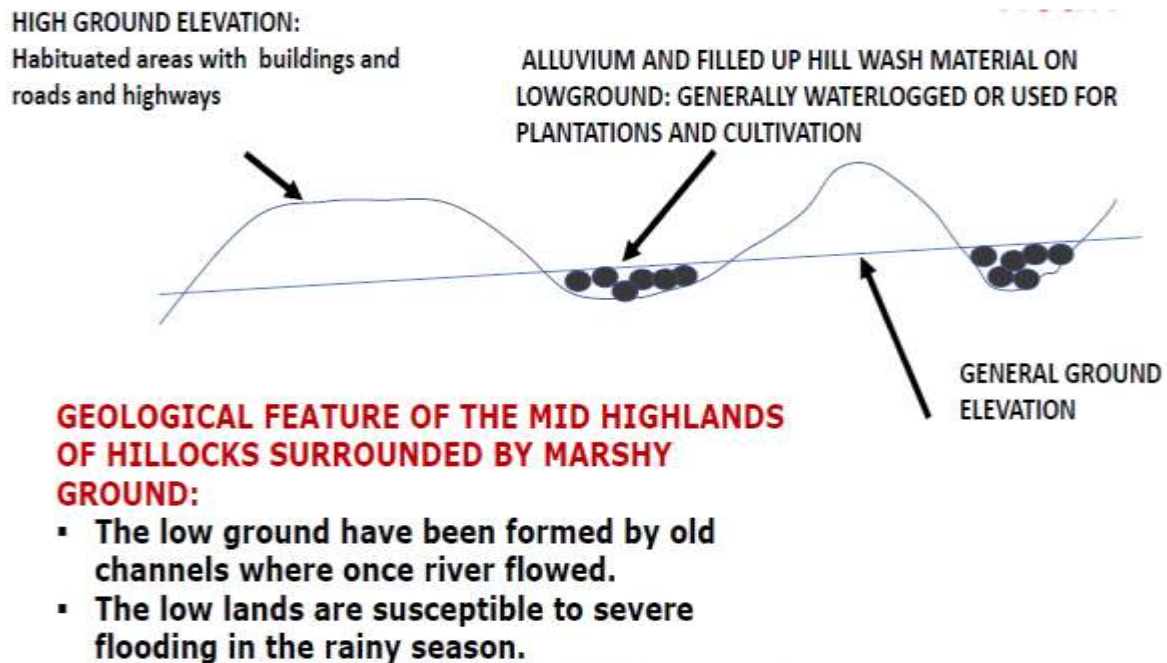 HIGH GROUND ELEVATION:
Habituated areas with buildings and
roads and highways
ALLUVIUM AND FILLED UP HILL WASH MATERIAL ON
LOWGROUND: GENERALLY WATERLOGGED OR USED FOR
PLANTATIONS AND CULTIVATION
GENERAL GROUND
ELEVATION
GEOLOGICAL FEATURE OF THE MID HIGHLANDS
OF HILLOCKS SURROUNDED BY MARSHY
GROUND:
▪ The low ground have been formed by old
channels where once river flowed.
▪ The low lands are susceptible to severe
flooding in the rainy season.